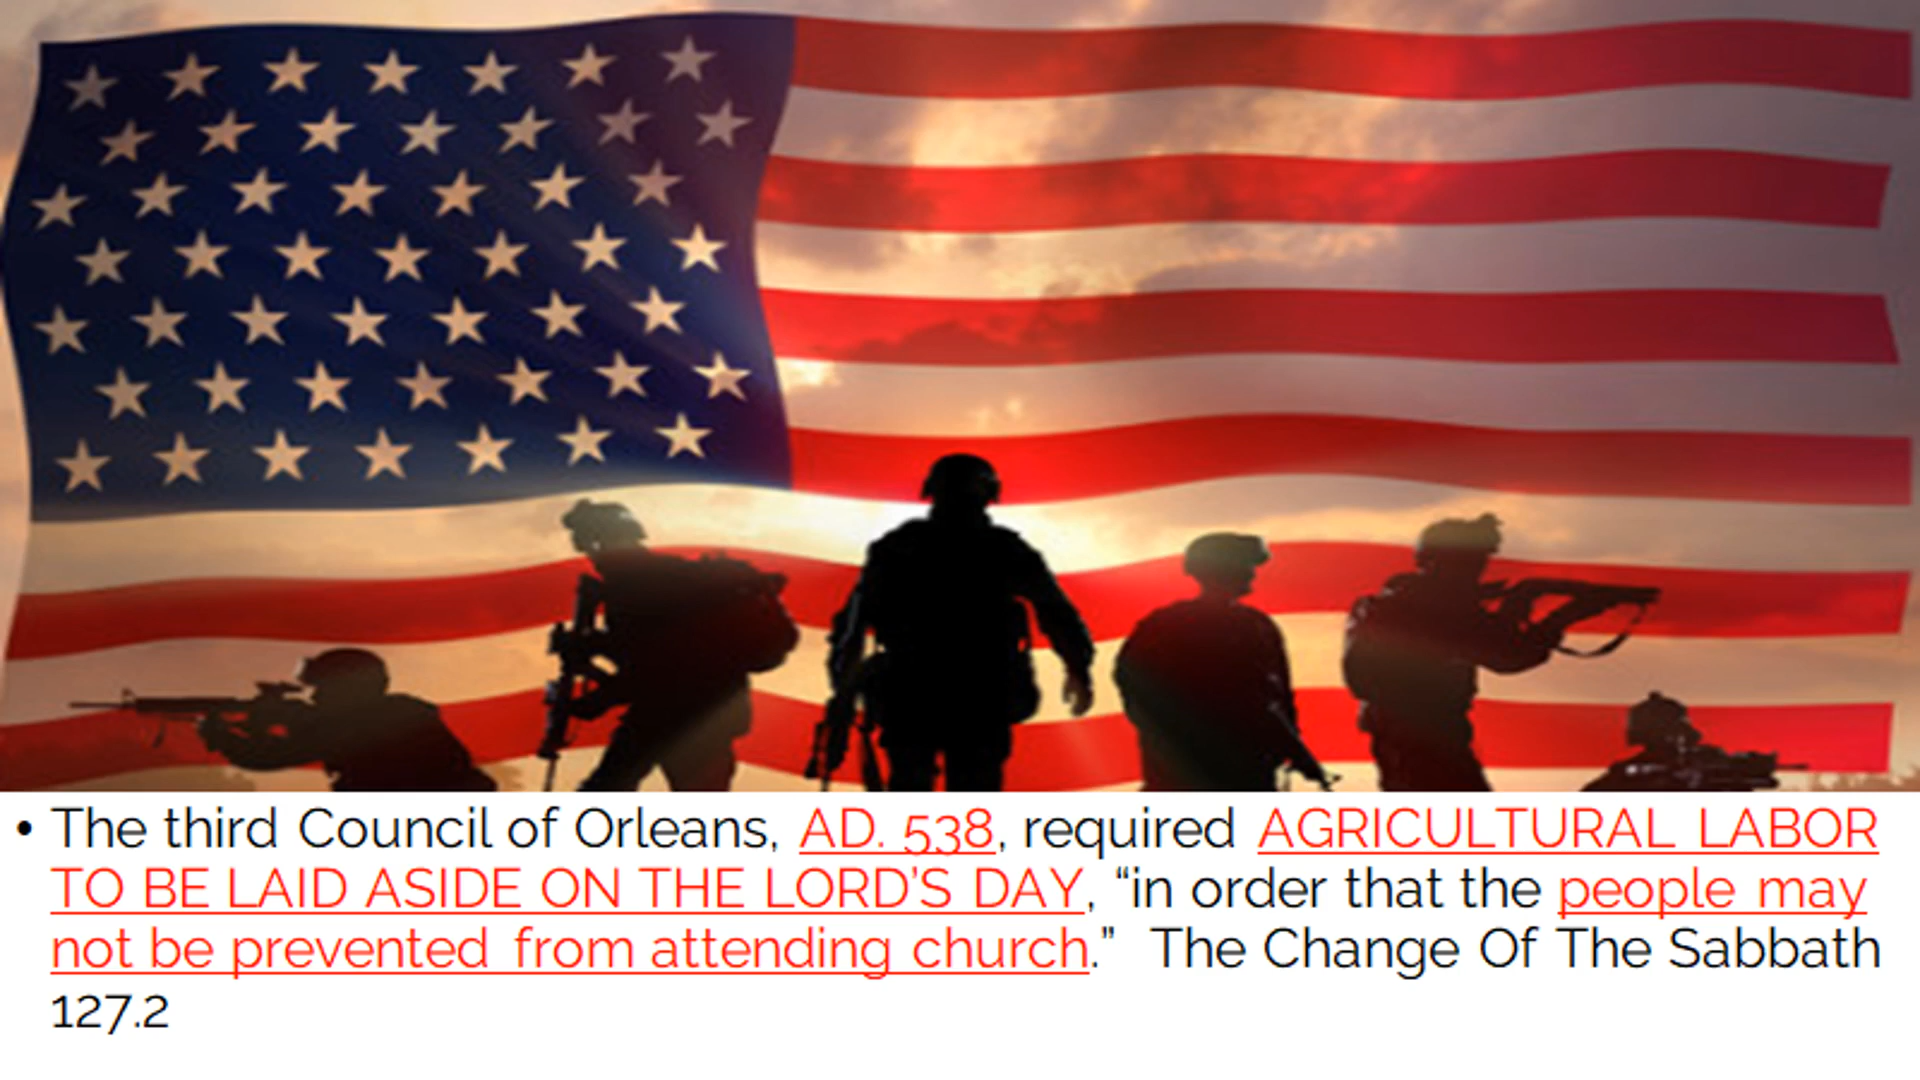 • The third Council of Orleans, AD. 538, required AGRICULTURAL LABOR
TO BE LAID ASIDE ON THE LORD’S DAY, “in order that the people may
not be prevented from attending church.” The Change Of The Sabbath
127.2